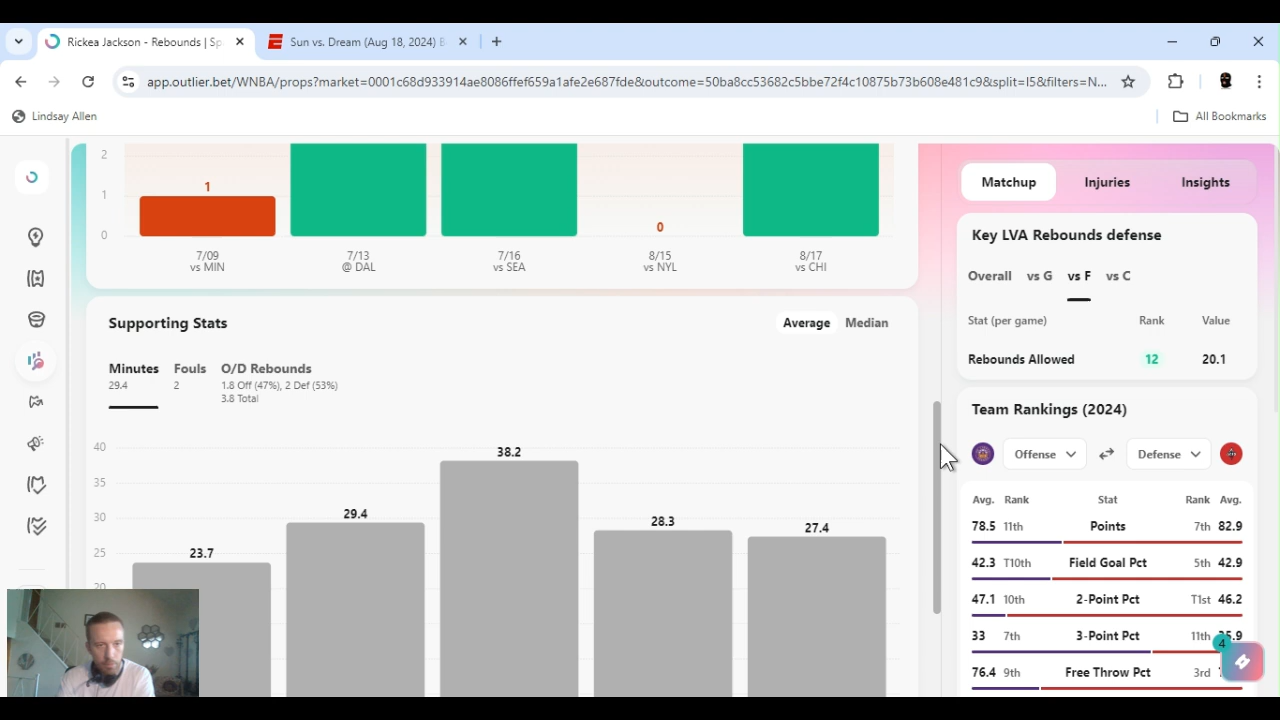 Rickea Jackson - Rebounds | Sp
Sun vs. Dream (Aug 18, 2024) B
app.outlier.bet/WNBA/props?market=0001c68d933914ae8086ffef659a1afe2e687fde&outcome=50ba8cc53682c5bbe72f4c10875b73b608e481c9&split=l5&filters=N...
Lindsay Allen
All Bookmarks
2
1
0
1
0
7/09
vs MIN
7/13
@ DAL
7/16
vs SEA
8/15
vs NYL
8/17
vs CHI
Supporting Stats
Average
Median
Minutes
29.4
Fouls
2
O/D Rebounds
1.8 Off (47%), 2 Def (53%)
3.8 Total
40
35
30
25
20
23.7
29.4
38.2
28.3
27.4
Matchup
Injuries
Insights
Key LVA Rebounds defense
Overall vs G vs F vs C
Stat (per game) Rank Value
Rebounds Allowed 12 20.1
Team Rankings (2024)
Offense
Defense
Avg. Rank Stat Rank Avg.
78.5 11th Points 7th 82.9
42.3 T10th Field Goal Pct 5th 42.9
47.1 10th 2-Point Pct T1st 46.2
33 7th 3-Point Pct 11th
4
76.4 9th Free Throw Pct 3rd